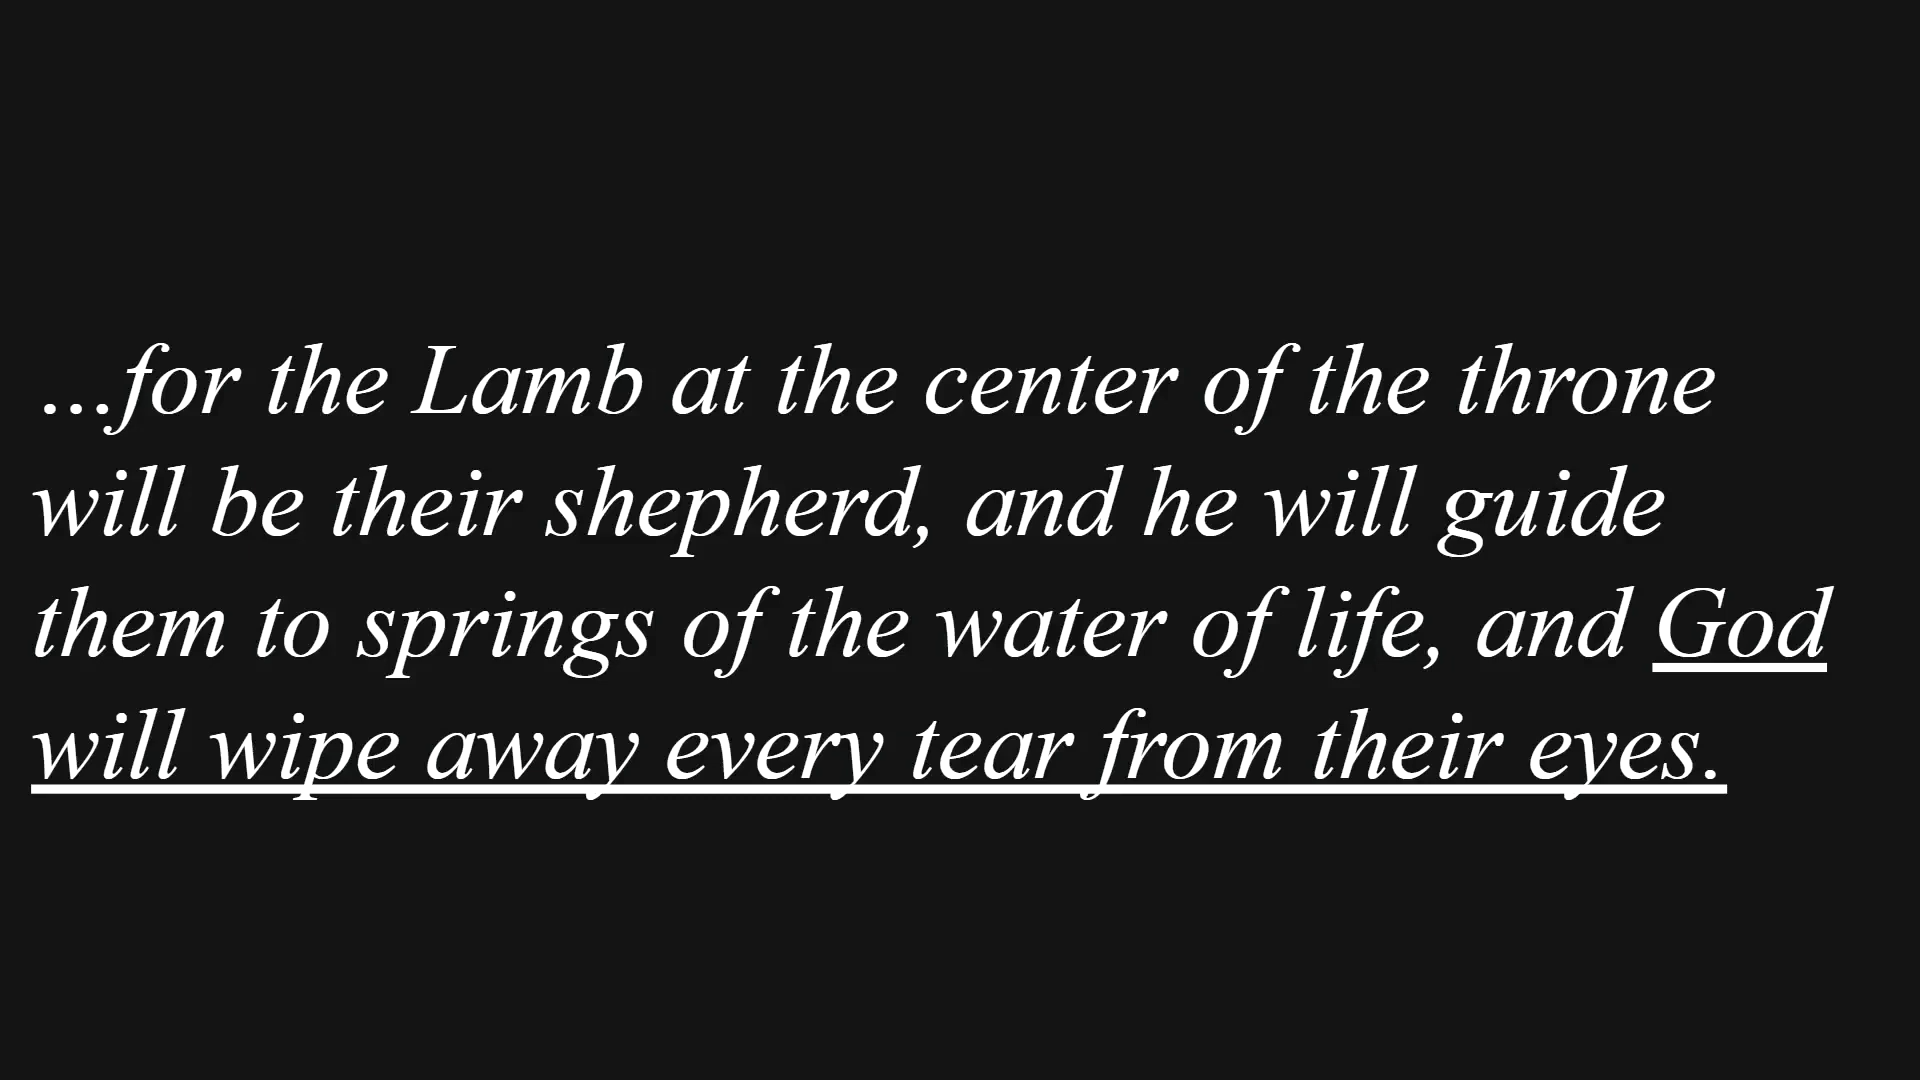 ...for the Lamb at the center of the throne
will be their shepherd, and he will guide
them to springs of the water of life, and God
will wipe away every tear from their eyes.